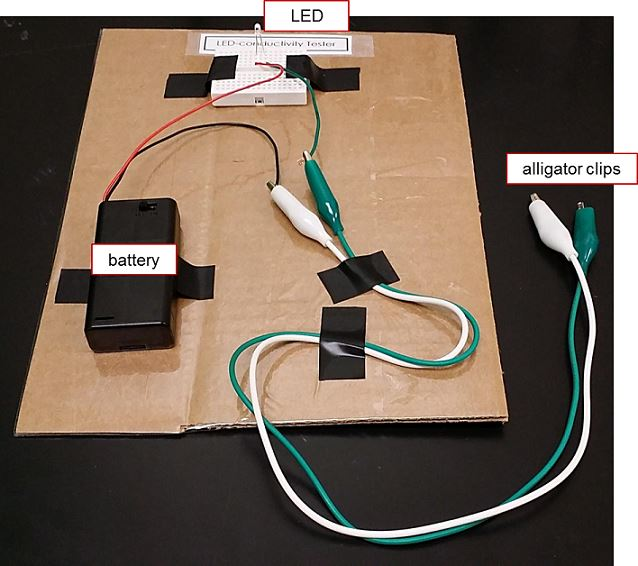 LED
LED-conductivity Tester
alligator clips
battery